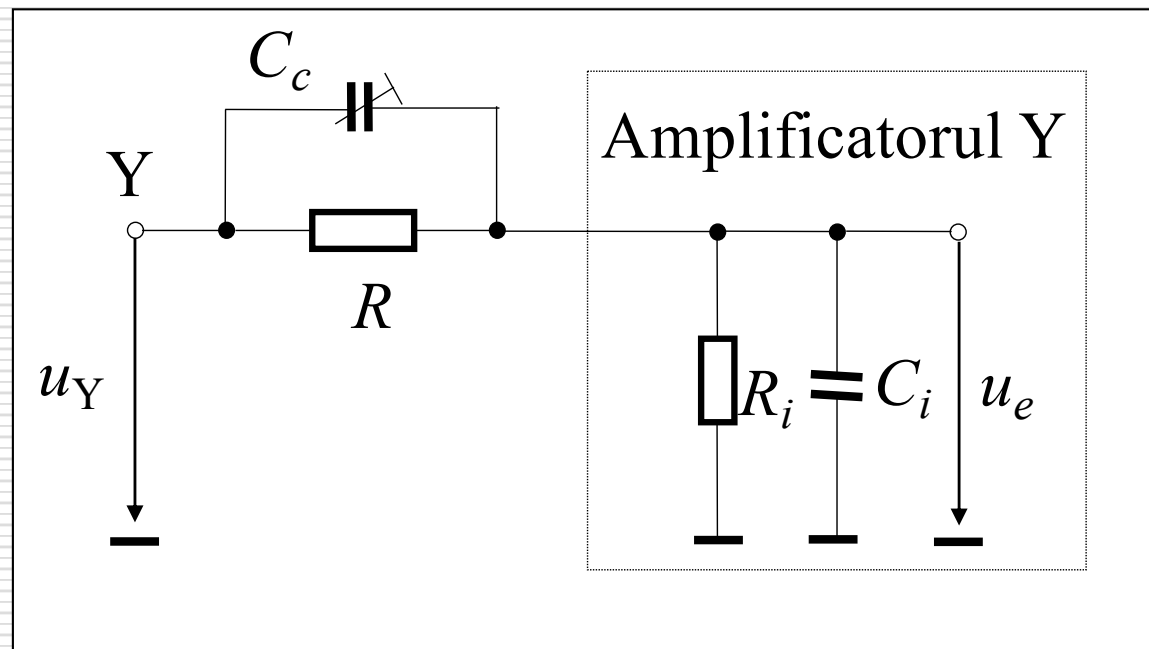 C_c
Amplificatorul Y
Y
R
u_Y
R_i
C_i
u_e